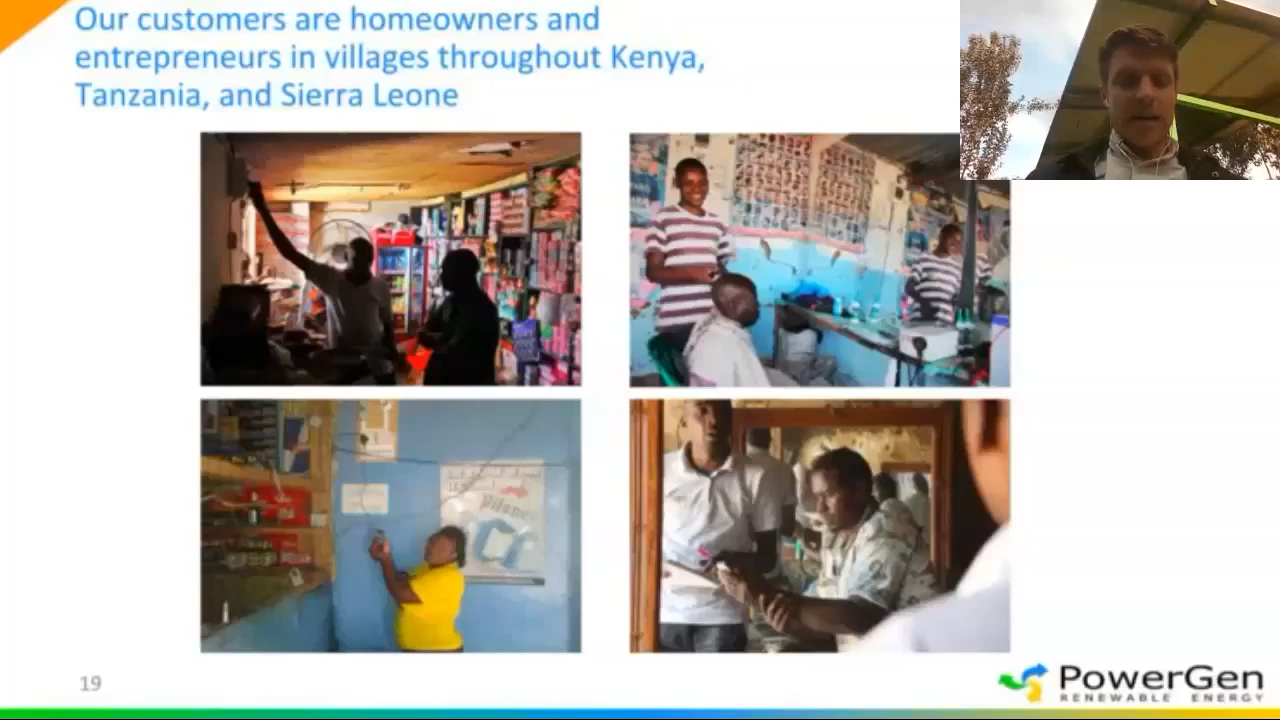 Our customers are homeowners and
entrepreneurs in villages throughout Kenya,
Tanzania, and Sierra Leone
19
PowerGen
RENEWABLE ENERGY